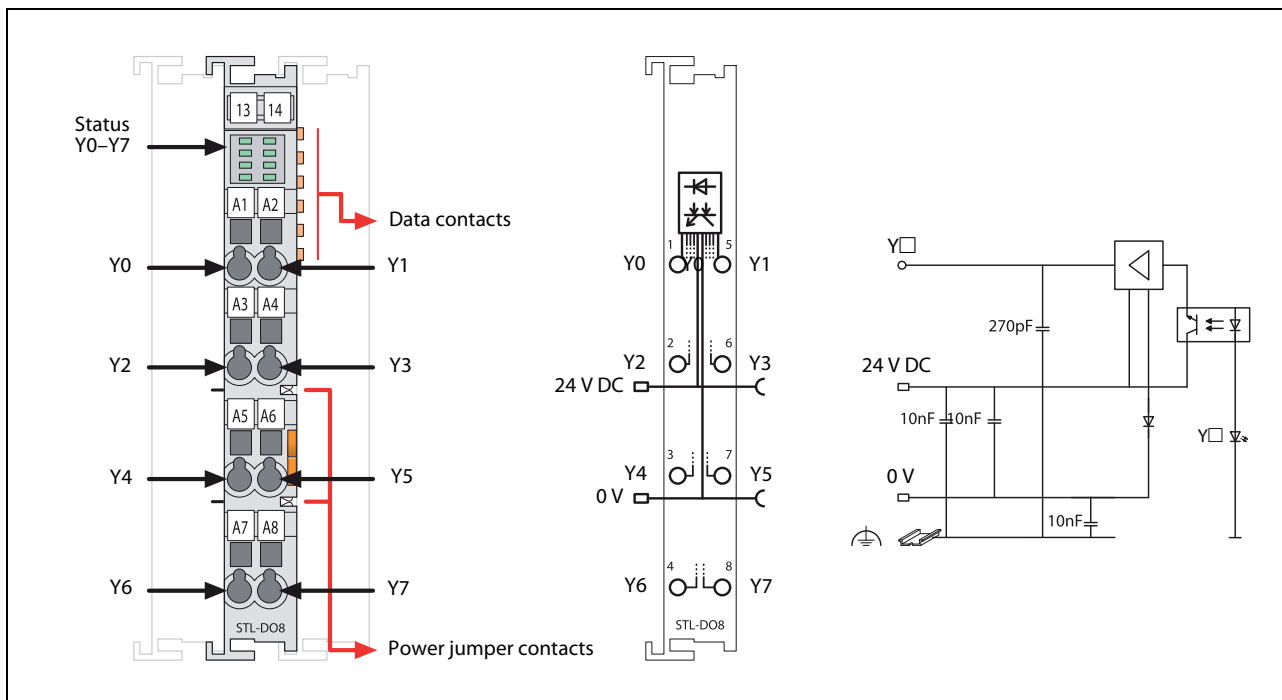 13 14
Status
Y0–Y7
A1 A2
Data contacts
Y0 Y1
A3 A4
Y2 Y3
A5 A6
Y4 Y5
A7 A8
Y6 Y7
STL-DO8
Power jumper contacts
1 5
Y0 Y0 Y1
2 6
Y2 Y3
24 V DC
3 7
Y4 Y5
0 V
4 8
Y6 Y7
STL-DO8
Y□
270pF
24 V DC
10nF 10nF
Y□
0 V
10nF